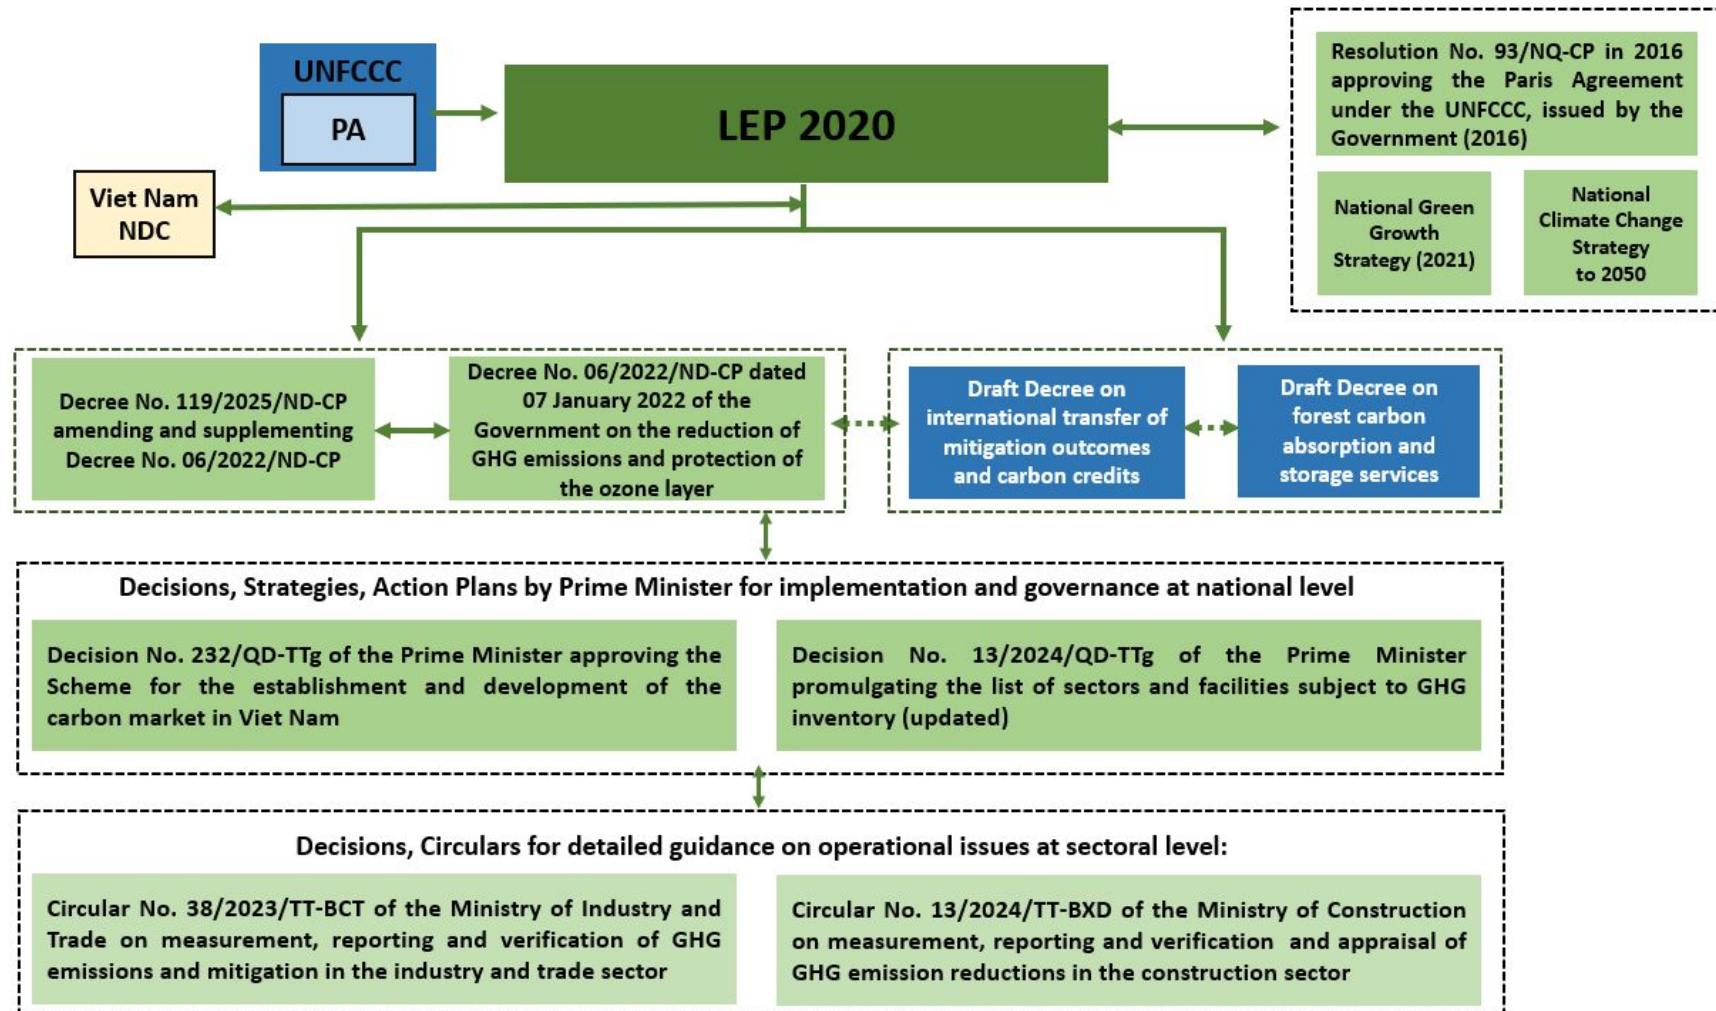 UNFCCC
PA
LEP 2020
Resolution No. 93/NQ-CP in 2016
approving the Paris Agreement
under the UNFCCC, issued by the
Government (2016)
Viet Nam
NDC
National Green
Growth
Strategy (2021)
National
Climate Change
Strategy
to 2050
Decree No. 119/2025/ND-CP
amending and supplementing
Decree No. 06/2022/ND-CP
Decree No. 06/2022/ND-CP dated
07 January 2022 of the
Government on the reduction of
GHG emissions and protection of
the ozone layer
Draft Decree on
international transfer of
mitigation outcomes
and carbon credits
Draft Decree on
forest carbon
absorption and
storage services
Decisions, Strategies, Action Plans by Prime Minister for implementation and governance at national level
Decision No. 232/QD-TTg of the Prime Minister approving the
Scheme for the establishment and development of the
carbon market in Viet Nam
Decision No. 13/2024/QD-TTg of the Prime Minister
promulgating the list of sectors and facilities subject to GHG
inventory (updated)
Decisions, Circulars for detailed guidance on operational issues at sectoral level:
Circular No. 38/2023/TT-BCT of the Ministry of Industry and
Trade on measurement, reporting and verification of GHG
emissions and mitigation in the industry and trade sector
Circular No. 13/2024/TT-BXD of the Ministry of Construction
on measurement, reporting and verification and appraisal of
GHG emission reductions in the construction sector